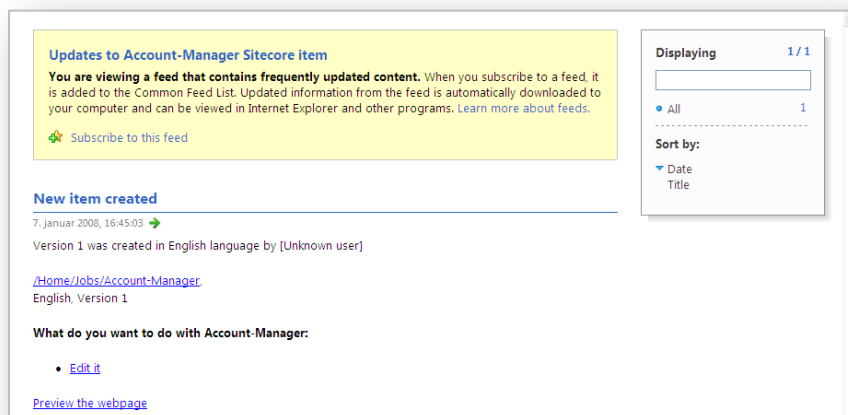 Updates to Account-Manager Sitecore item
You are viewing a feed that contains frequently updated content. When you subscribe to a feed, it
is added to the Common Feed List. Updated information from the feed is automatically downloaded to
your computer and can be viewed in Internet Explorer and other programs. Learn more about feeds.
Subscribe to this feed
New item created
7. januar 2008, 16:45:03
Version 1 was created in English language by [Unknown user]
/Home/Jobs/Account-Manager,
English, Version 1
What do you want to do with Account-Manager:
• Edit it
Preview the webpage
Displaying 1 / 1
All 1
Sort by:
Date
Title